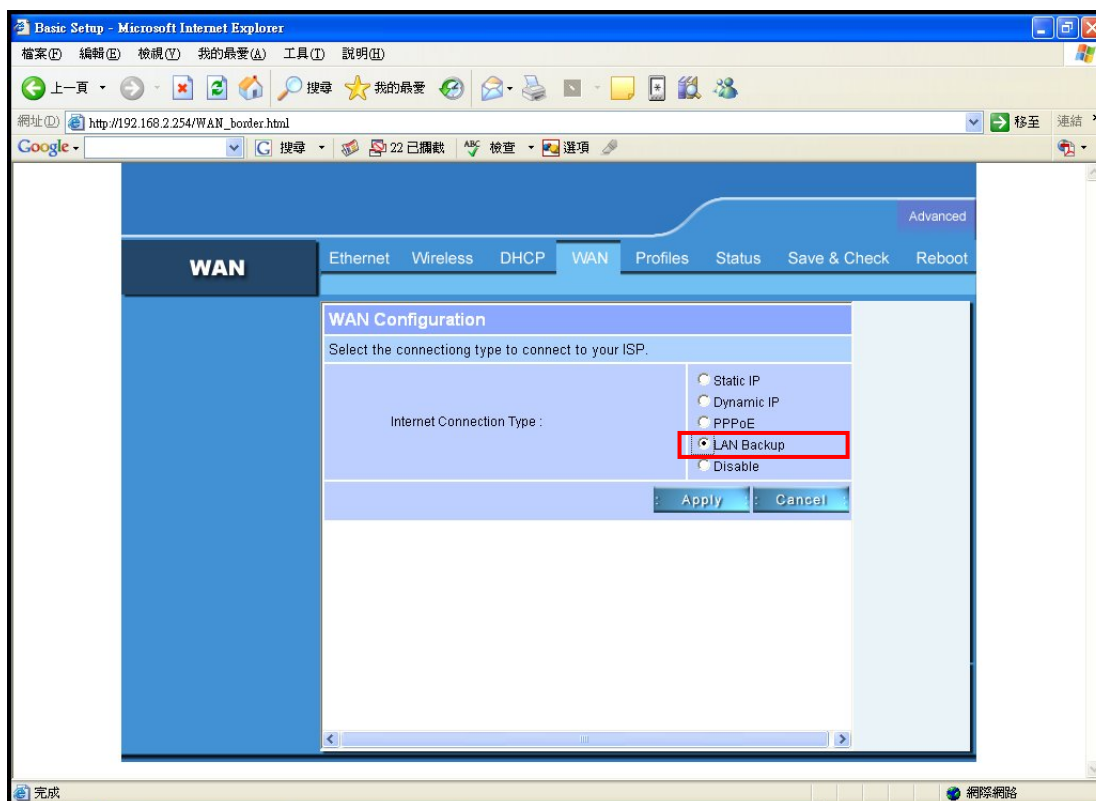 Basic Setup - Microsoft Internet Explorer
檔案(F) 編輯(E) 檢視(V) 我的最愛(A) 工具(T) 說明(H)
上一頁 搜尋 我的最愛
網址(D) http://192.168.2.254/WAN_border.html 移至 連結 »
Google 搜尋 22 已攔截 ABC 檢查 選項
Advanced
WAN Ethernet Wireless DHCP WAN Profiles Status Save & Check Reboot
WAN Configuration
Select the connectiong type to connect to your ISP.
Static IP
Dynamic IP
Internet Connection Type :
PPPoE
LAN Backup
Disable
Apply Cancel
完成 網際網路